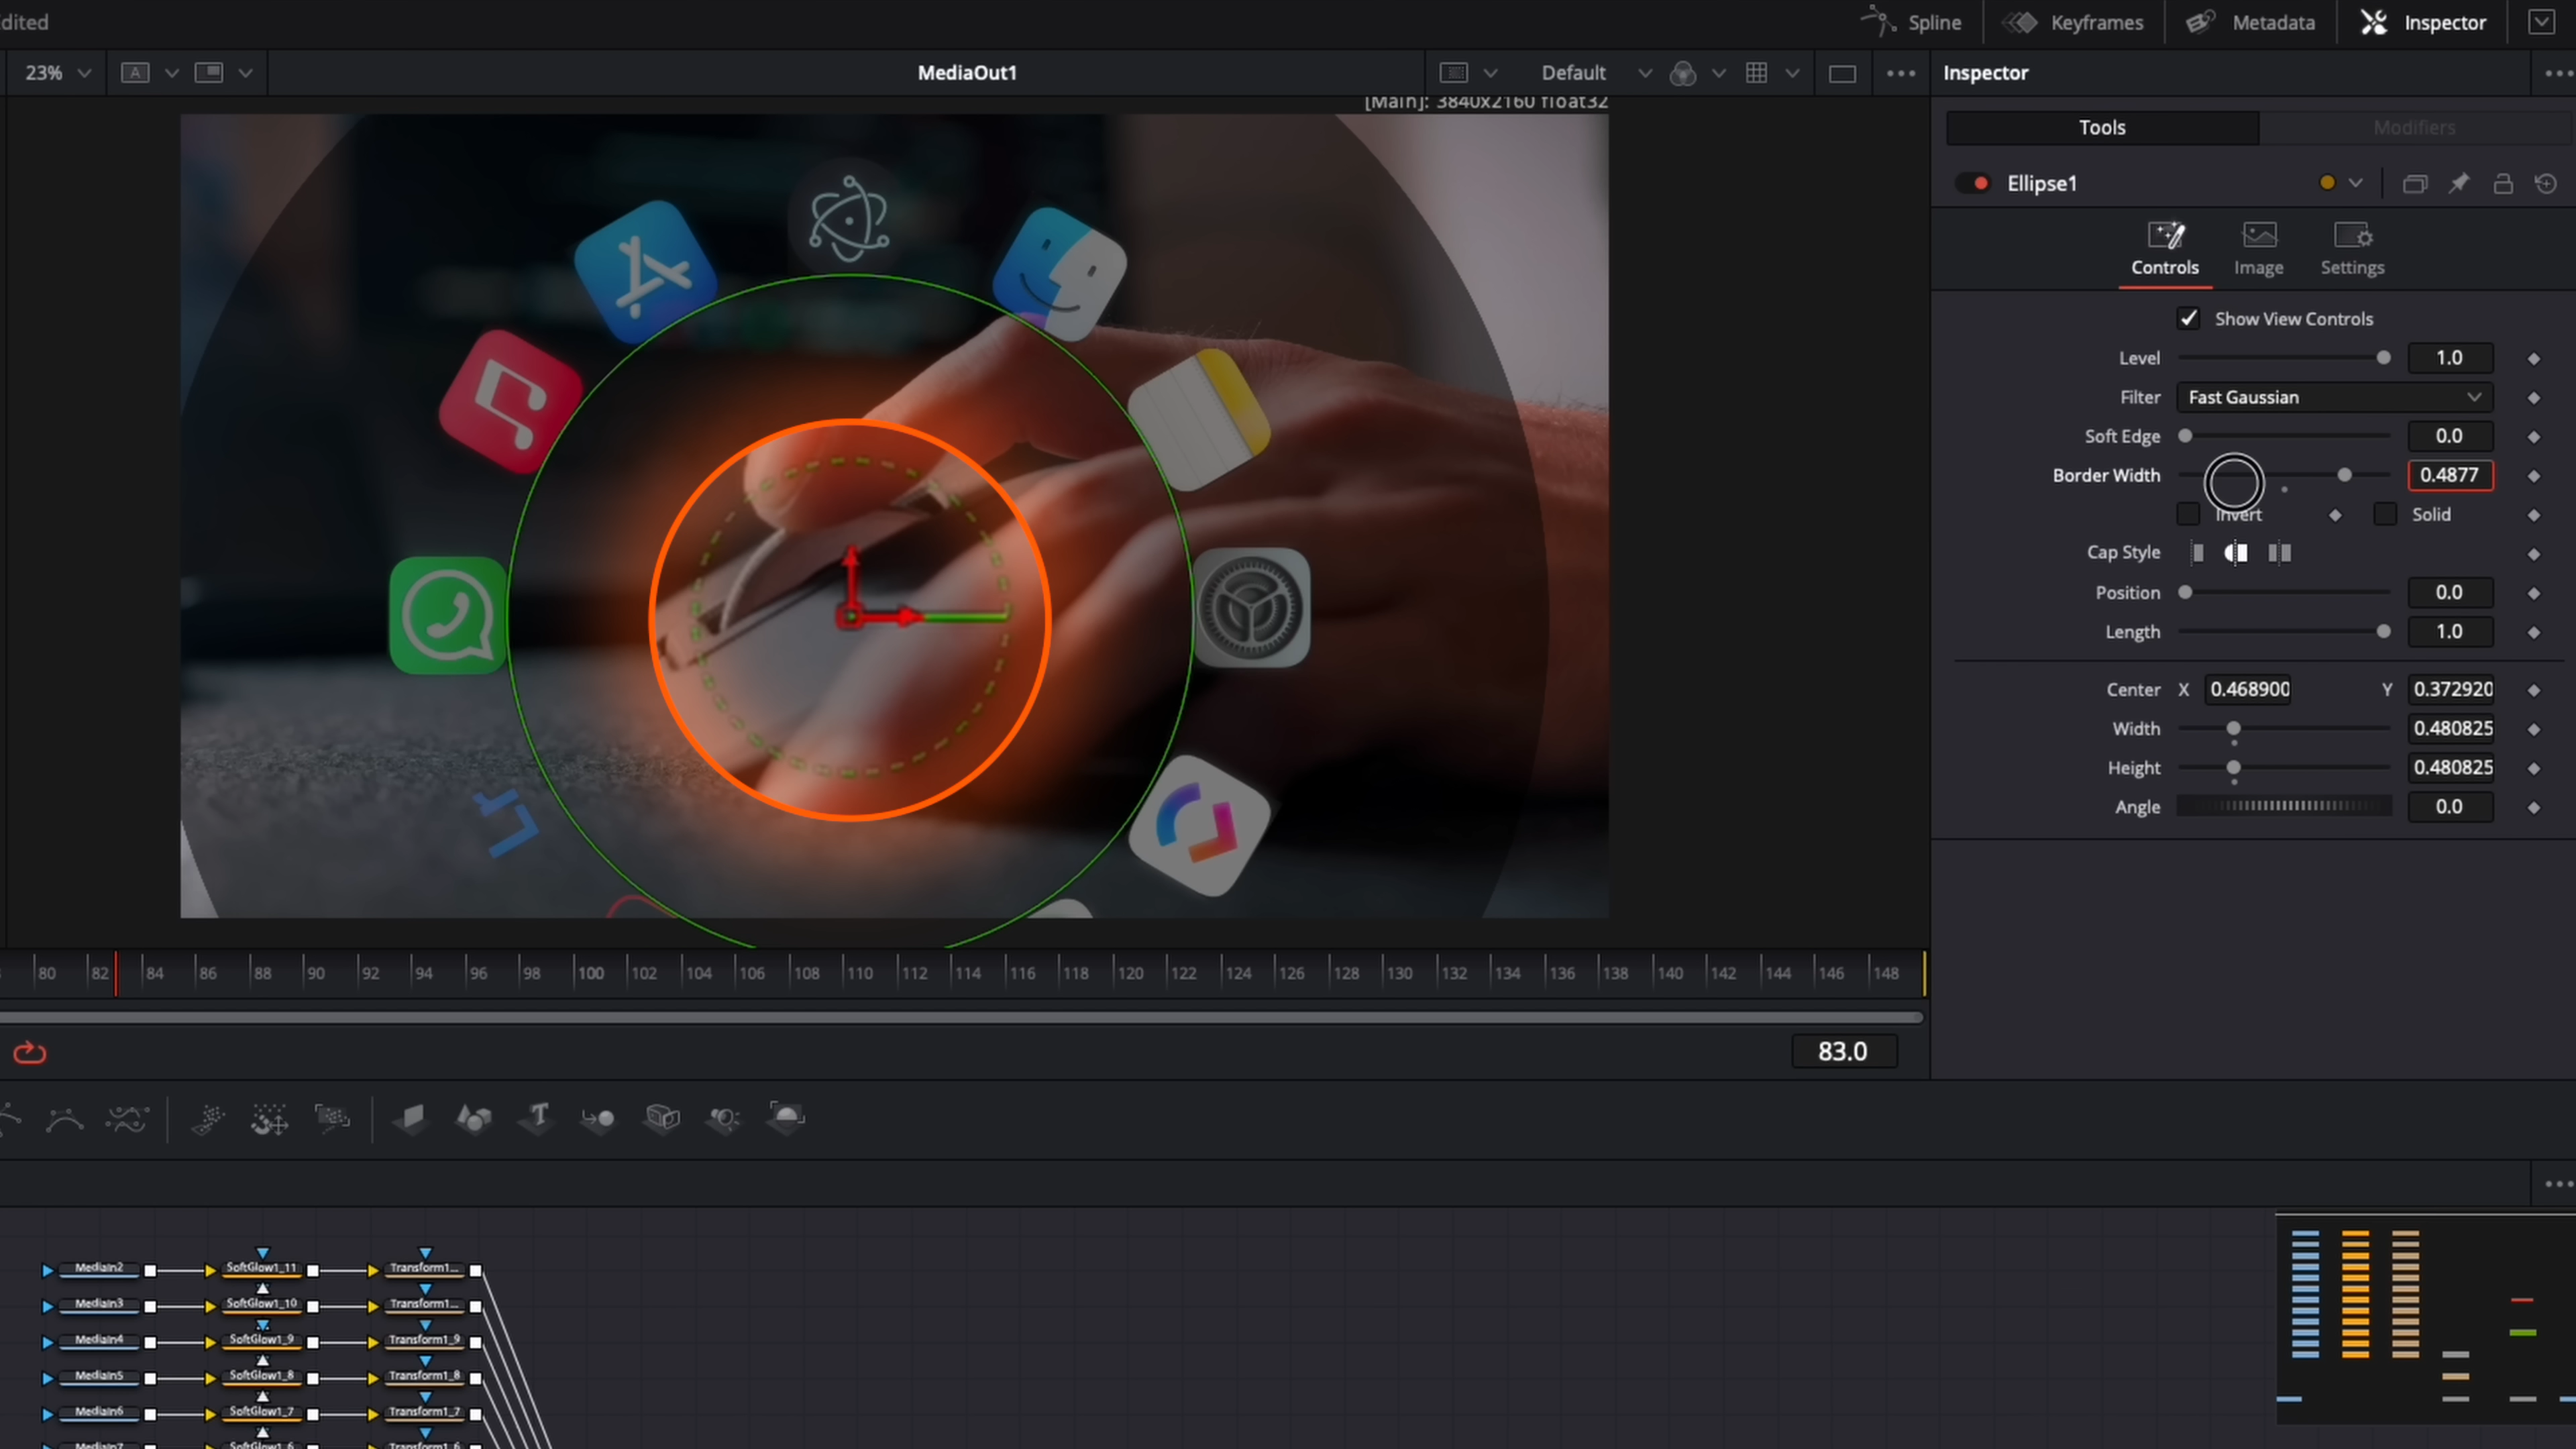 dited
Spline
Keyframes
Metadata
Inspector
23%
A
MediaOut1
Default
Inspector
[Main]: 3840x2160 float32
Tools
Modifiers
Ellipse1
Controls
Image
Settings
Show View Controls
Level 1.0
Filter Fast Gaussian
Soft Edge 0.0
Border Width 0.4877
Invert Solid
Cap Style
Position 0.0
Length 1.0
Center X 0.468900 Y 0.372920
Width 0.480825
Height 0.480825
Angle 0.0
80 82 84 86 88 90 92 94 96 98 100 102 104 106 108 110 112 114 116 118 120 122 124 126 128 130 132 134 136 138 140 142 144 146 148
83.0
T
MediaIn2 SoftGlow1_11 Transform1...
MediaIn3 SoftGlow1_10 Transform1...
MediaIn4 SoftGlow1_9 Transform1_9
MediaIn5 SoftGlow1_8 Transform1_8
MediaIn6 SoftGlow1_7 Transform1_7
MediaIn7 SoftGlow1_6 Transform1_6